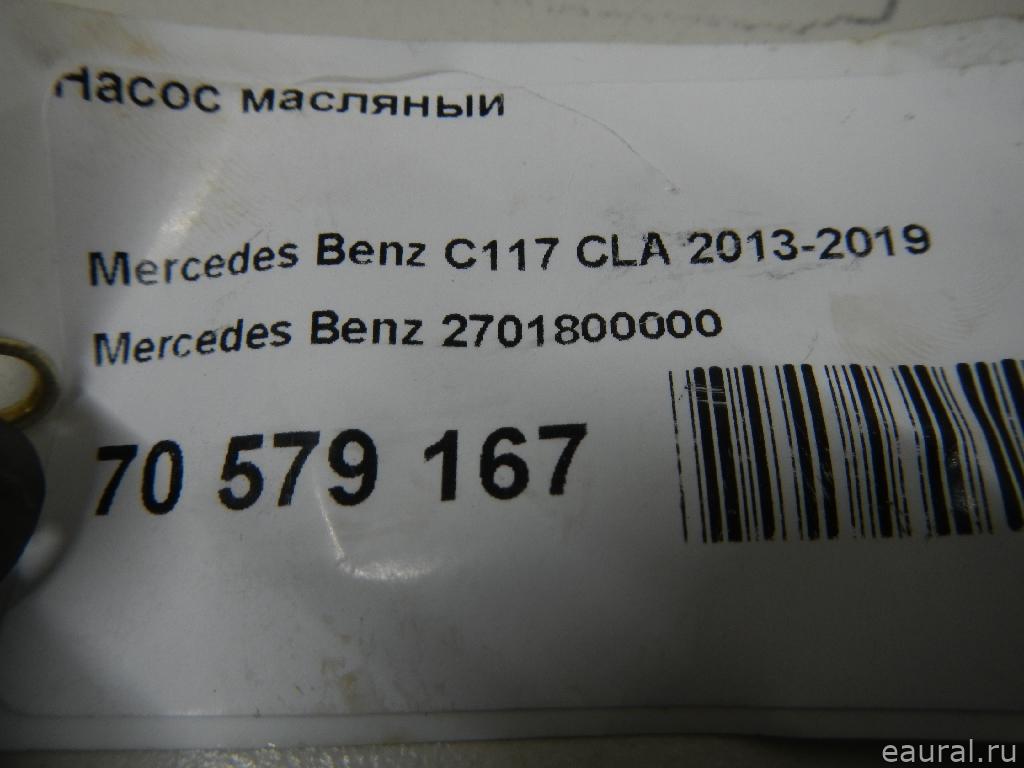 Насос масляный
Mercedes Benz C117 CLA 2013-2019
Mercedes Benz 2701800000
70 579 167
eaural.ru